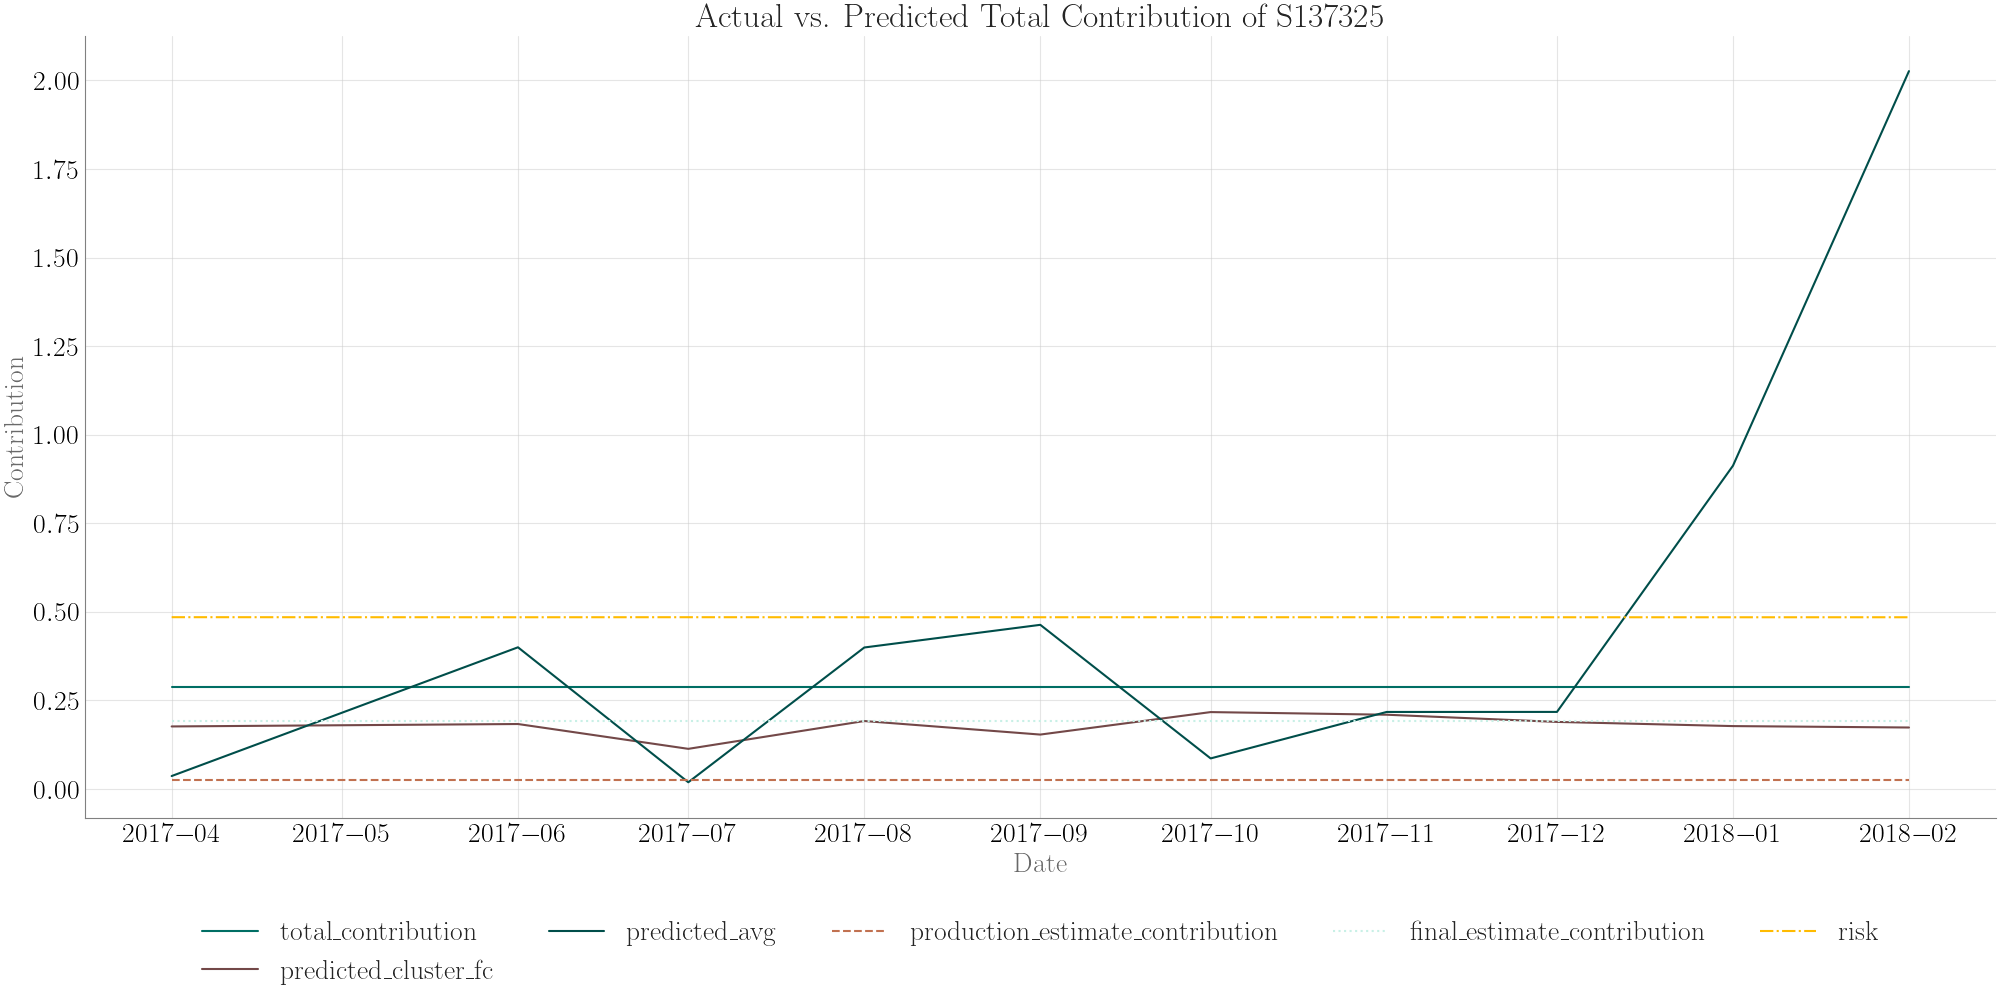 Actual vs. Predicted Total Contribution of S137325
2.00
1.75
1.50
1.25
1.00
0.75
0.50
0.25
0.00
Contribution
2017–04 2017–05 2017–06 2017–07 2017–08 2017–09 2017–10 2017–11 2017–12 2018–01 2018–02
Date
total_contribution predicted_avg production_estimate_contribution final_estimate_contribution risk
predicted_cluster_fc